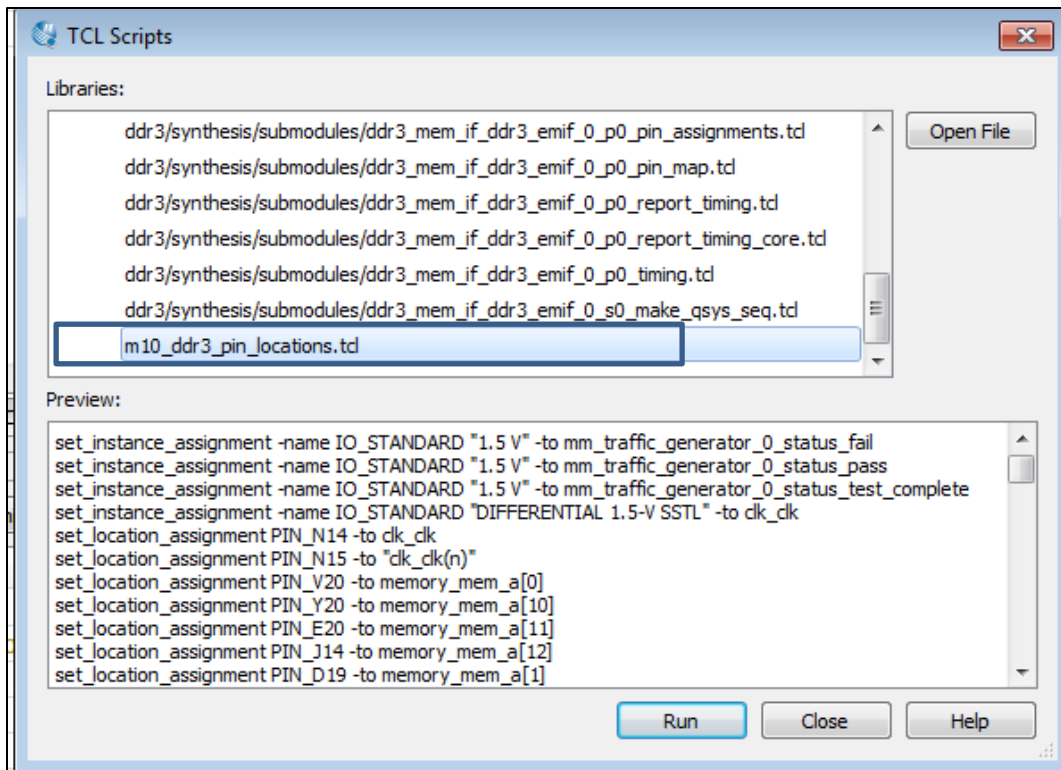 TCL Scripts
Libraries:
ddr3/synthesis/submodules/ddr3_mem_if_ddr3_emif_0_p0_pin_assignments.tcl
Open File
ddr3/synthesis/submodules/ddr3_mem_if_ddr3_emif_0_p0_pin_map.tcl
ddr3/synthesis/submodules/ddr3_mem_if_ddr3_emif_0_p0_report_timing.tcl
ddr3/synthesis/submodules/ddr3_mem_if_ddr3_emif_0_p0_report_timing_core.tcl
ddr3/synthesis/submodules/ddr3_mem_if_ddr3_emif_0_p0_timing.tcl
ddr3/synthesis/submodules/ddr3_mem_if_ddr3_emif_0_s0_make_qsys_seq.tcl
m10_ddr3_pin_locations.tcl
Preview:
set_instance_assignment -name IO_STANDARD "1.5 V" -to mm_traffic_generator_0_status_fail
set_instance_assignment -name IO_STANDARD "1.5 V" -to mm_traffic_generator_0_status_pass
set_instance_assignment -name IO_STANDARD "1.5 V" -to mm_traffic_generator_0_status_test_complete
set_instance_assignment -name IO_STANDARD "DIFFERENTIAL 1.5-V SSTL" -to clk_clk
set_location_assignment PIN_N14 -to clk_clk
set_location_assignment PIN_N15 -to "clk_clk(n)"
set_location_assignment PIN_V20 -to memory_mem_a[0]
set_location_assignment PIN_Y20 -to memory_mem_a[10]
set_location_assignment PIN_E20 -to memory_mem_a[11]
set_location_assignment PIN_J14 -to memory_mem_a[12]
set_location_assignment PIN_D19 -to memory_mem_a[1]
Run Close Help